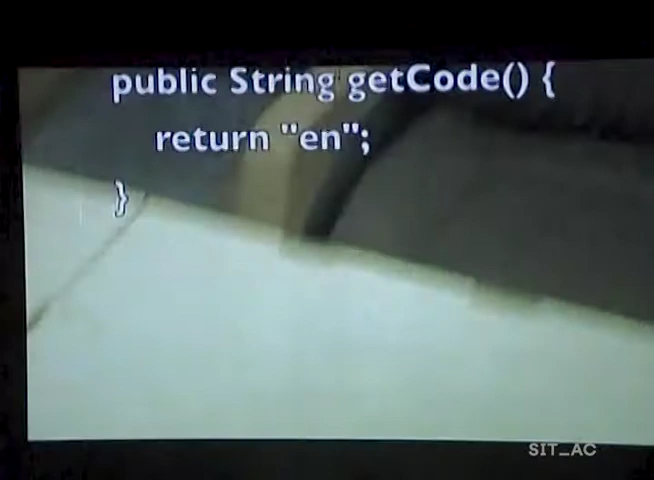 public String getCode() {
return "en";
}
SIT_AC